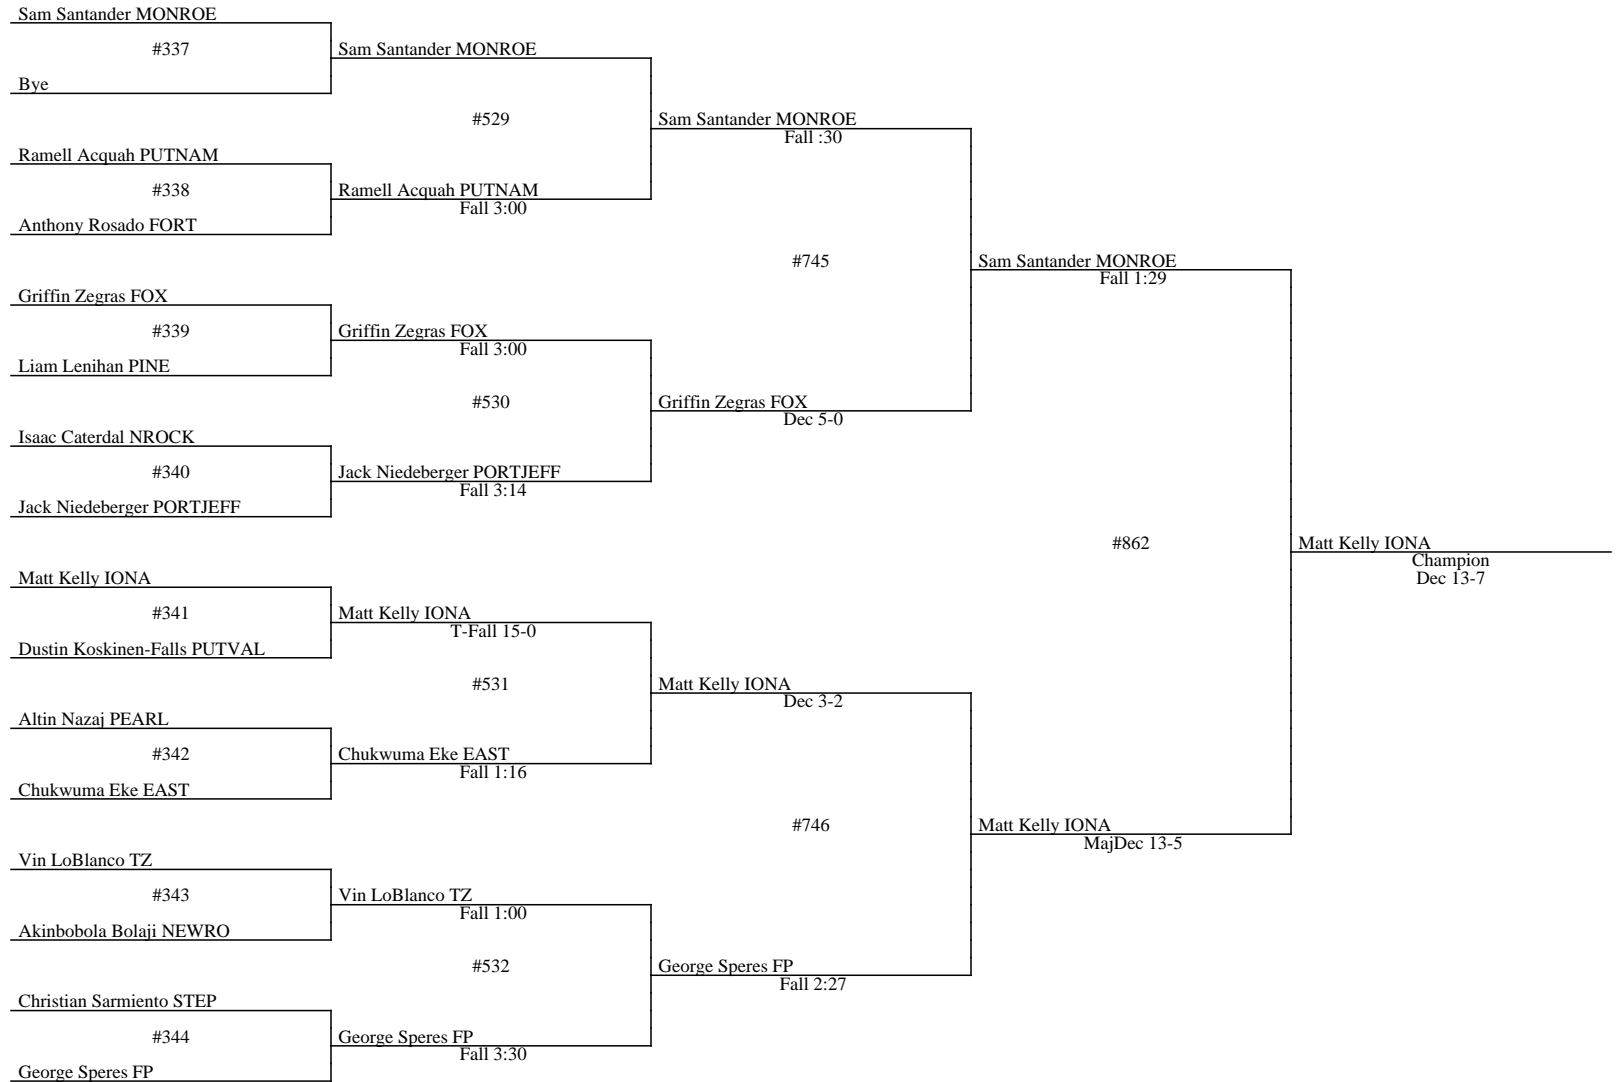 Sam Santander MONROE
#337
Sam Santander MONROE
Bye
#529
Sam Santander MONROE
Fall :30
Ramell Acquah PUTNAM
#338
Ramell Acquah PUTNAM
Fall 3:00
Anthony Rosado FORT
#745
Sam Santander MONROE
Fall 1:29
Griffin Zegras FOX
#339
Griffin Zegras FOX
Fall 3:00
Liam Lenihan PINE
#530
Griffin Zegras FOX
Dec 5-0
Isaac Caterdal NROCK
#340
Jack Niedeberger PORTJEFF
Fall 3:14
Jack Niedeberger PORTJEFF
#862
Matt Kelly IONA
Champion
Dec 13-7
Matt Kelly IONA
#341
Matt Kelly IONA
T-Fall 15-0
Dustin Koskinen-Falls PUTVAL
#531
Matt Kelly IONA
Dec 3-2
Altin Nazaj PEARL
#342
Chukwuma Eke EAST
Fall 1:16
Chukwuma Eke EAST
#746
Matt Kelly IONA
MajDec 13-5
Vin LoBlanco TZ
#343
Vin LoBlanco TZ
Fall 1:00
Akinbobola Bolaji NEWRO
#532
George Speres FP
Fall 2:27
Christian Sarmiento STEP
#344
George Speres FP
Fall 3:30
George Speres FP